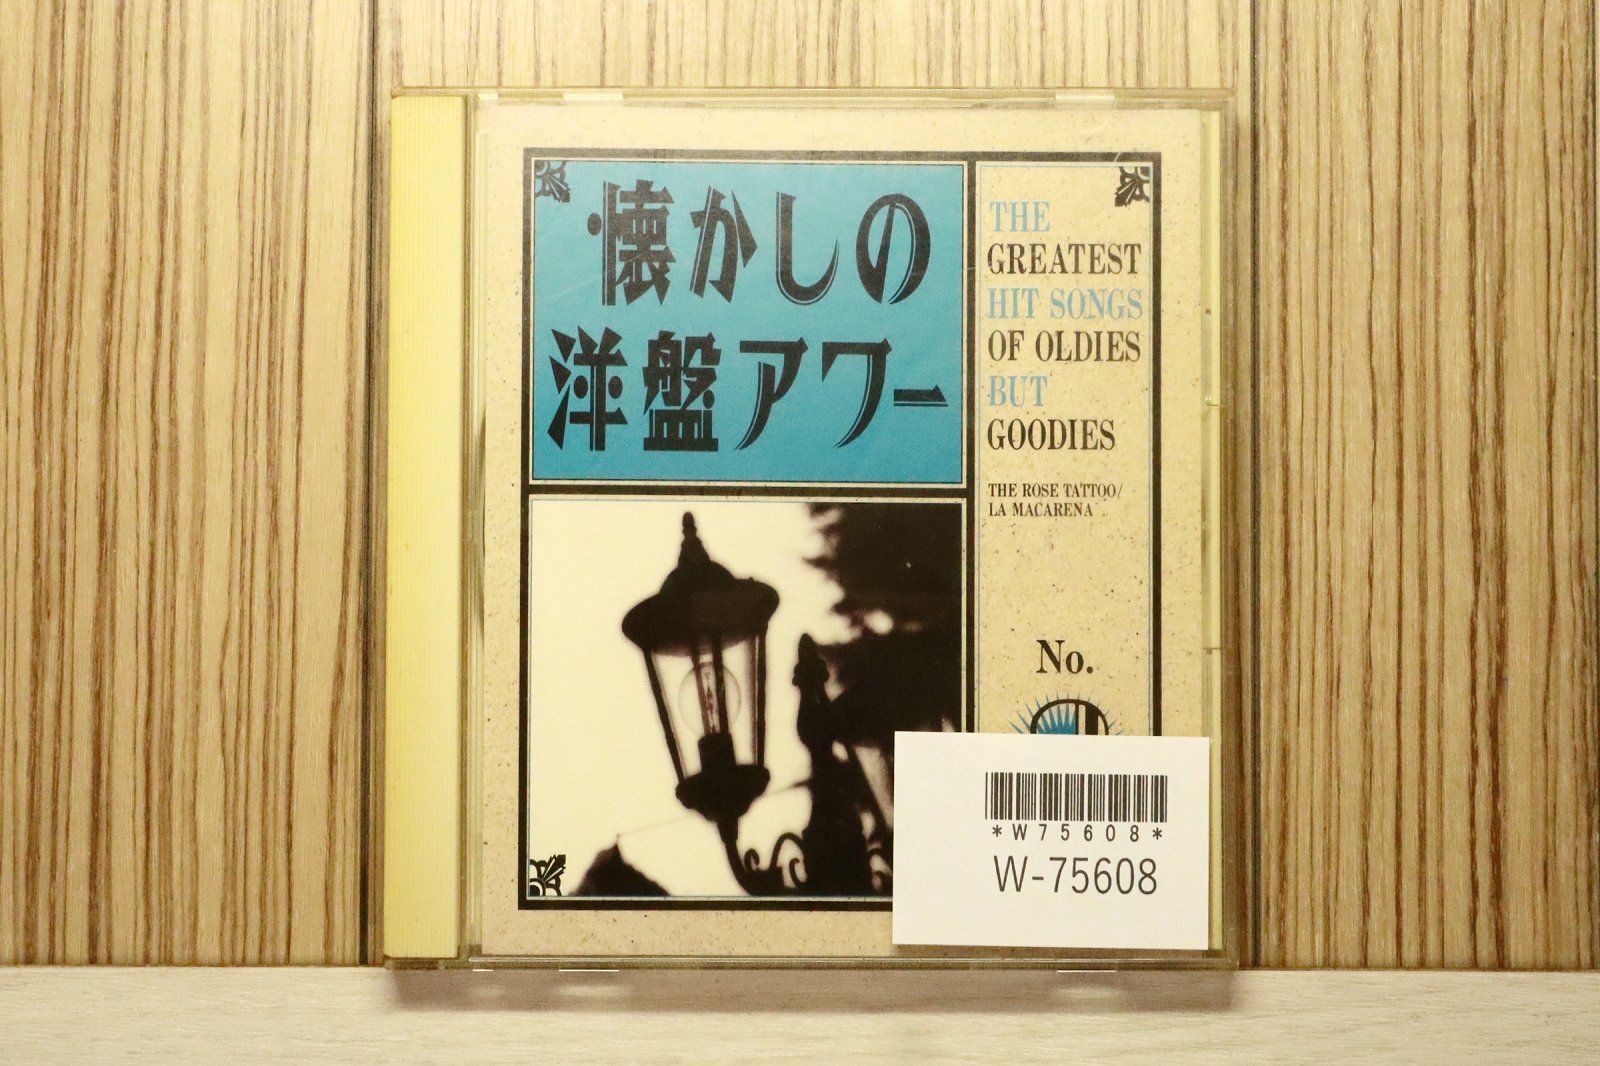 懐かしの
洋盤アワー
THE
GREATEST
HIT SONGS
OF OLDIES
BUT
GOODIES
THE ROSE TATTOO/
LA MACARENA
No.
*W75608*
W-75608